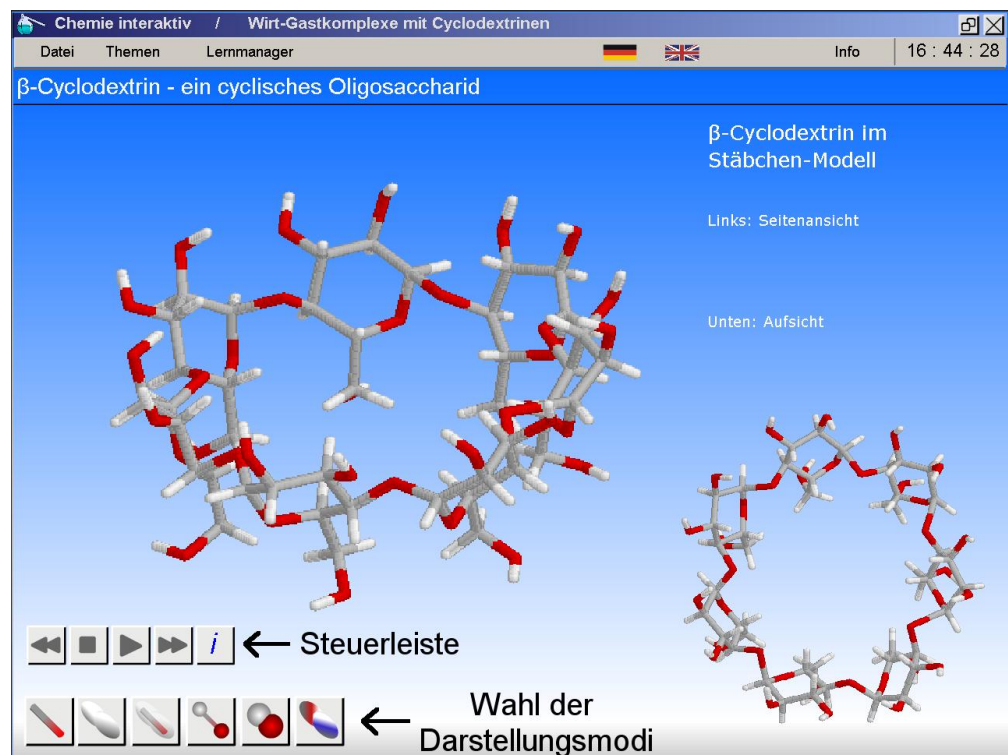 Chemie interaktiv / Wirt-Gastkomplexe mit Cyclodextrinen
Datei Themen Lernmanager Info 16 : 44 : 28
β-Cyclodextrin - ein cyclisches Oligosaccharid
β-Cyclodextrin im
Stäbchen-Modell
Links: Seitenansicht
Unten: Aufsicht
i ← Steuerleiste
← Wahl der
Darstellungsmodi